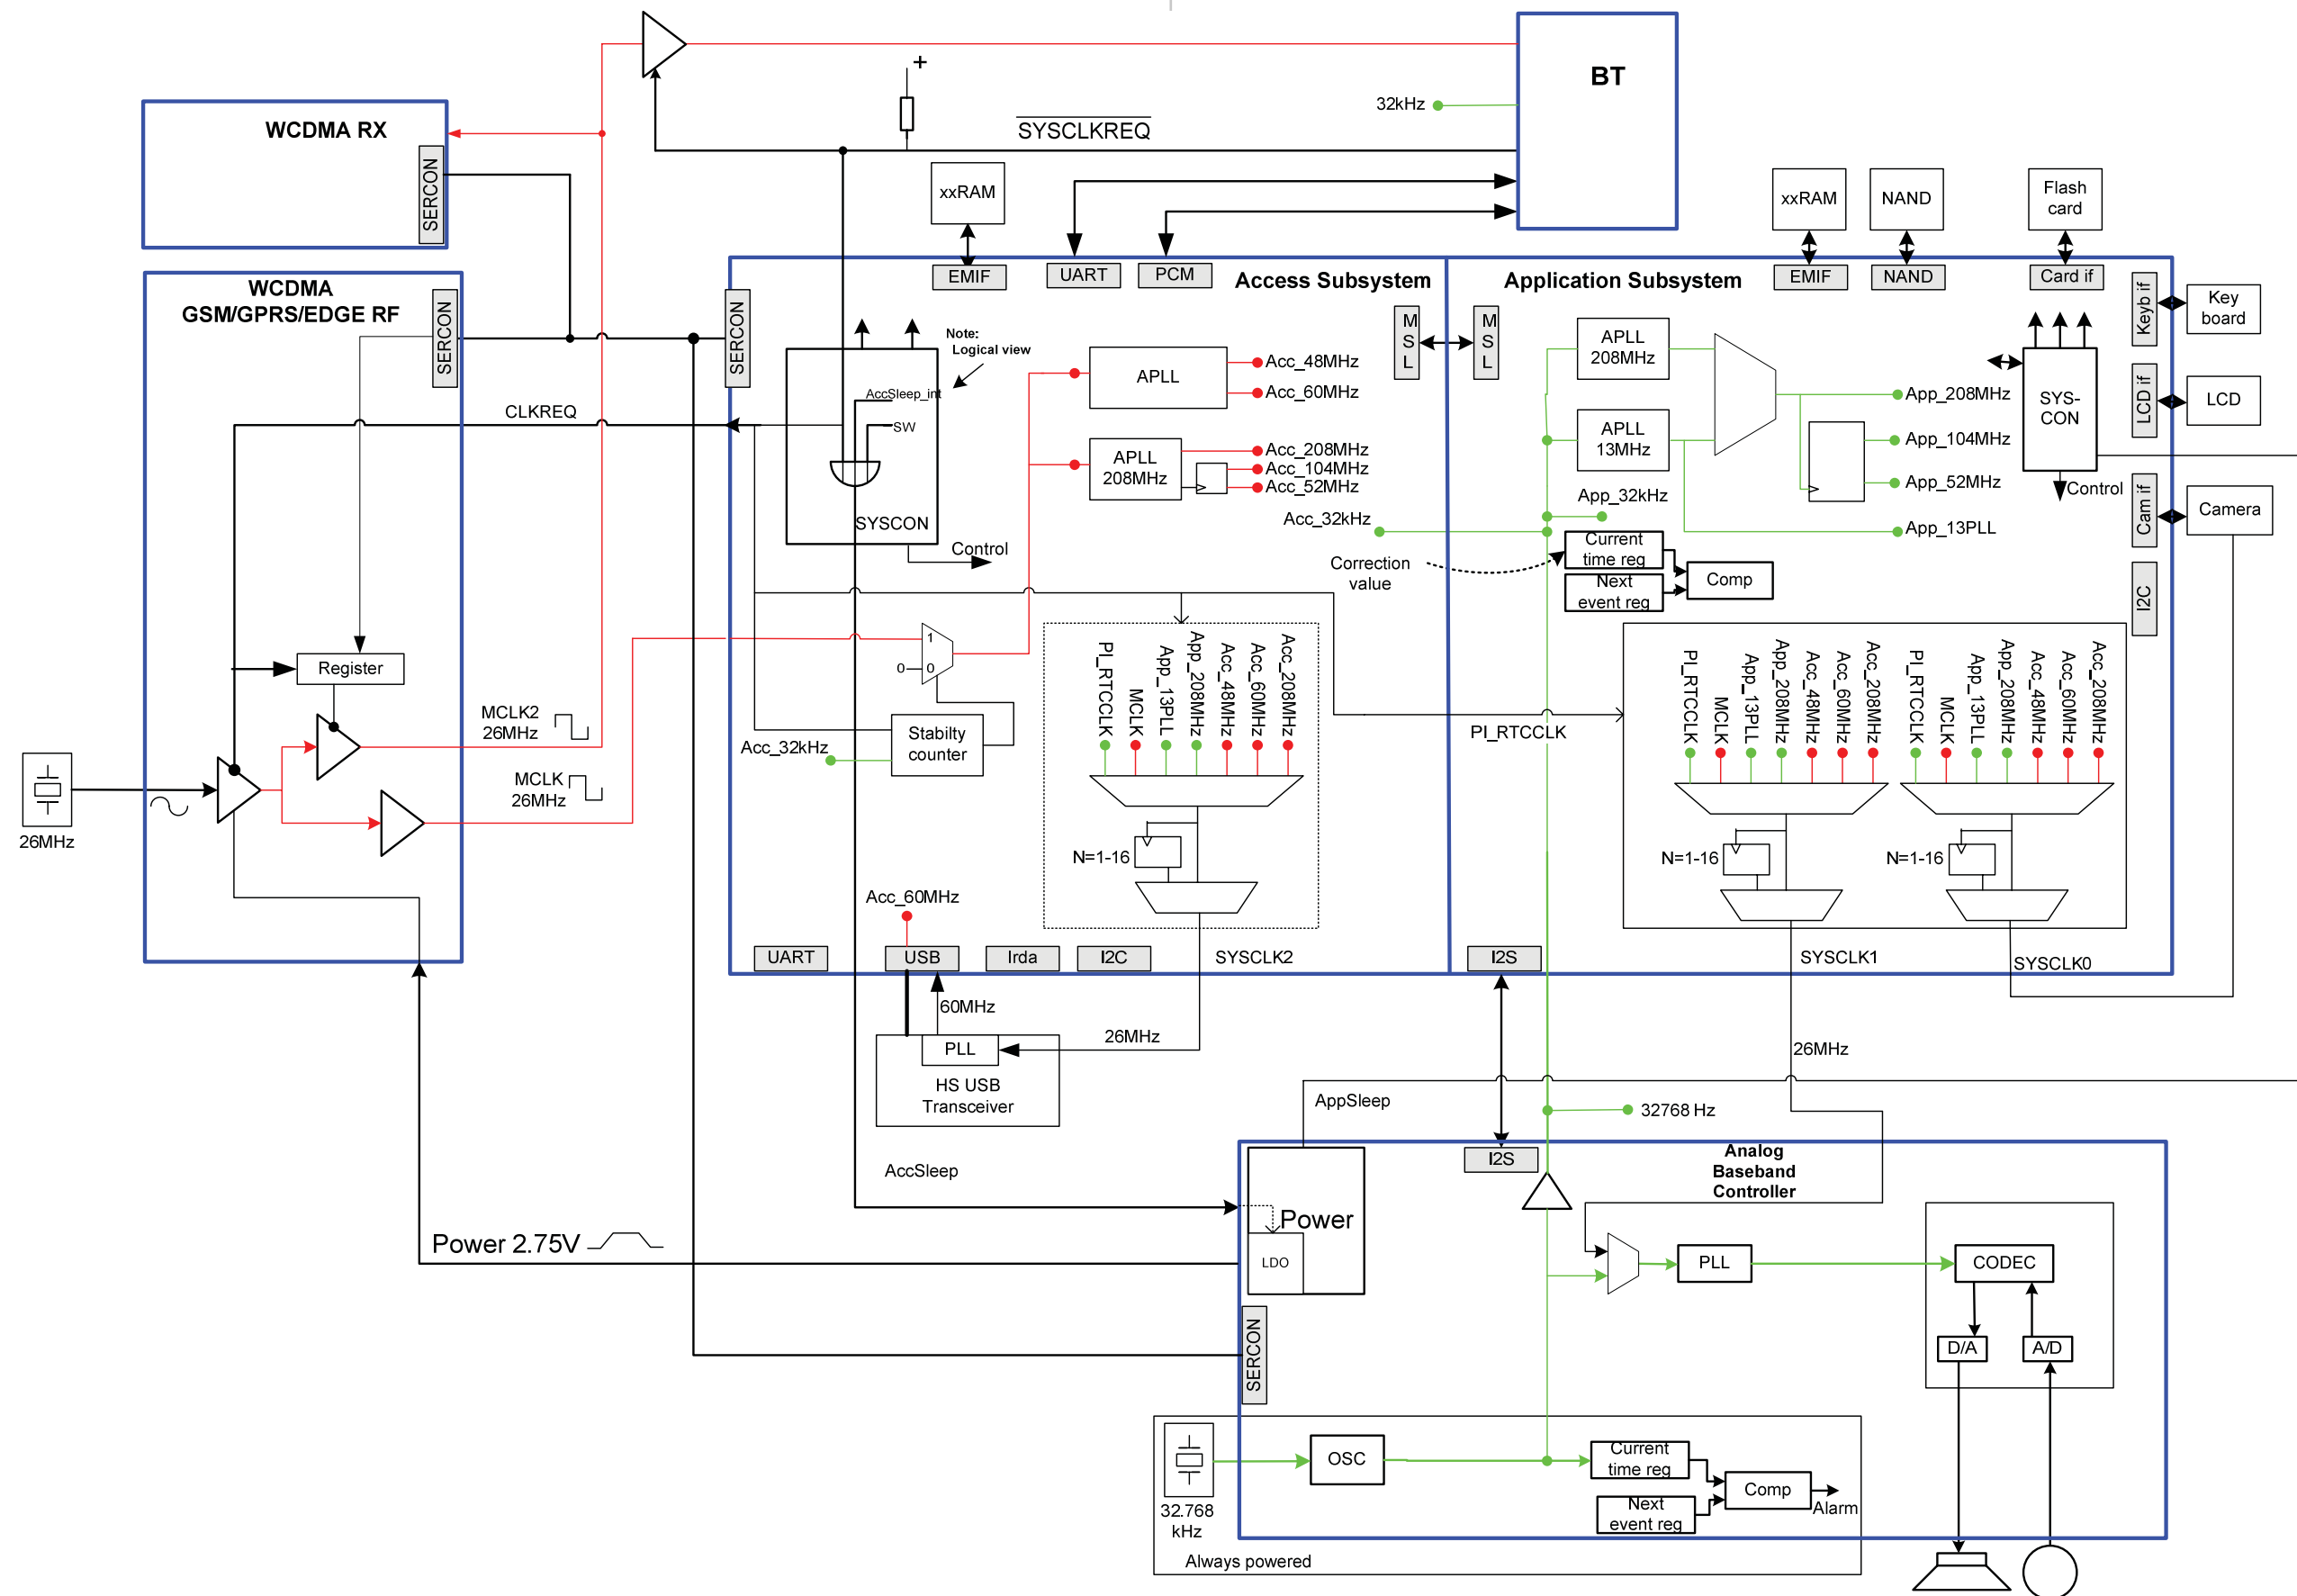 +
BT
32kHz
SYSCLKREQ
WCDMA RX
SERCON
xxRAM
xxRAM
NAND
Flash
card
EMIF
UART
PCM
Access Subsystem
Application Subsystem
EMIF
NAND
Card if
WCDMA
GSM/GPRS/EDGE RF
SERCON
SERCON
Note:
Logical view
MSL
MSL
Keyb if
Key
board
APLL
Acc_48MHz
Acc_60MHz
APLL
208MHz
App_208MHz
SYS-
CON
LCD if
LCD
AccSleep_int
CLKREQ
SW
APLL
13MHz
App_104MHz
Acc_208MHz
Acc_104MHz
Acc_52MHz
APLL
208MHz
App_52MHz
Control
App_32kHz
Acc_32kHz
App_13PLL
Cam if
Camera
SYSCON
Control
Correction
value
Current
time reg
Next
event reg
Comp
I2C
1
0
0
Register
PI_RTCCLK
MCLK
App_13PLL
App_208MHz
Acc_48MHz
Acc_60MHz
Acc_208MHz
PI_RTCCLK
MCLK
App_13PLL
App_208MHz
Acc_48MHz
Acc_60MHz
Acc_208MHz
PI_RTCCLK
MCLK
App_13PLL
App_208MHz
Acc_48MHz
Acc_60MHz
Acc_208MHz
MCLK2
26MHz
Stabilty
counter
Acc_32kHz
PI_RTCCLK
MCLK
26MHz
26MHz
N=1-16
N=1-16
N=1-16
Acc_60MHz
UART
USB
Irda
I2C
SYSCLK2
I2S
SYSCLK1
SYSCLK0
60MHz
26MHz
PLL
HS USB
Transceiver
26MHz
AppSleep
32768 Hz
AccSleep
I2S
Analog
Baseband
Controller
Power
LDO
Power 2.75V
PLL
CODEC
D/A
A/D
SERCON
32.768
kHz
OSC
Current
time reg
Next
event reg
Comp
Alarm
Always powered